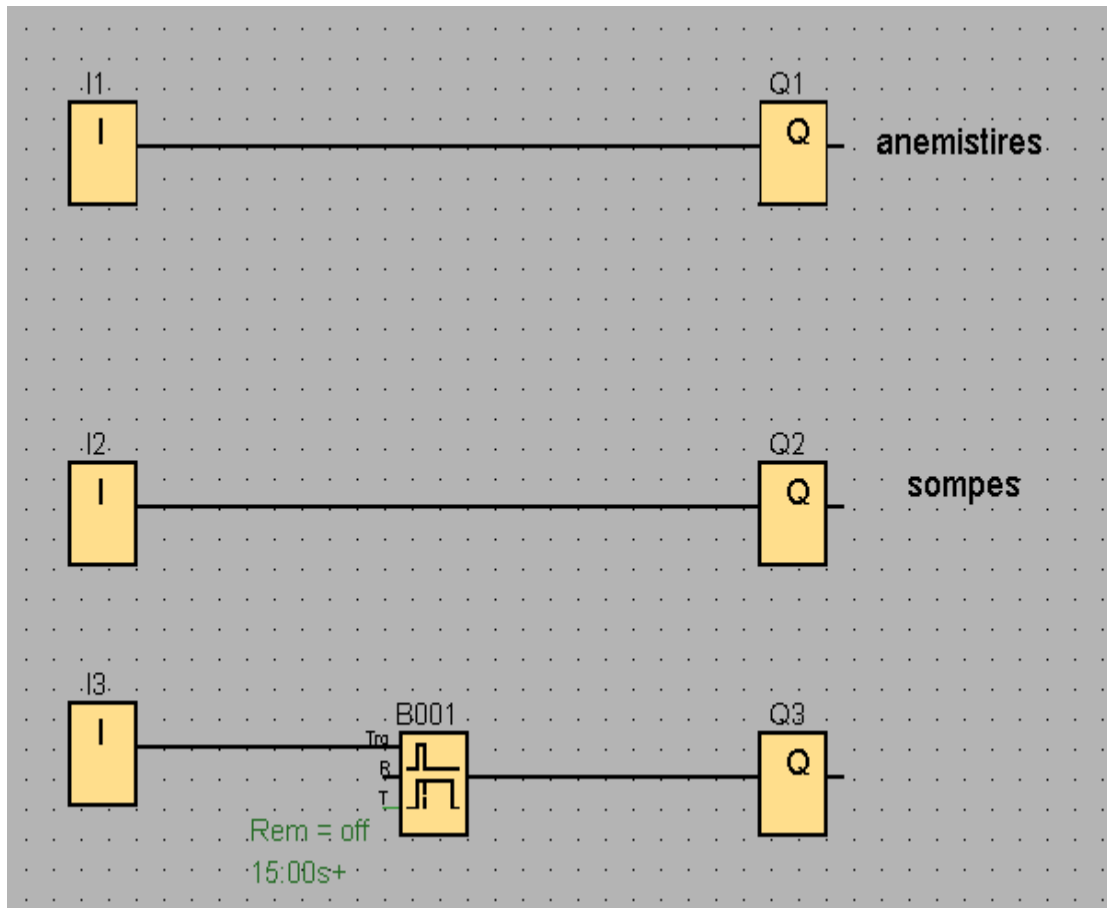 I1
I
Q1
Q
anemistires
I2
I
Q2
Q
sompes
I3
I
B001
Trg
R
T
Q3
Q
Rem = off
15:00s+